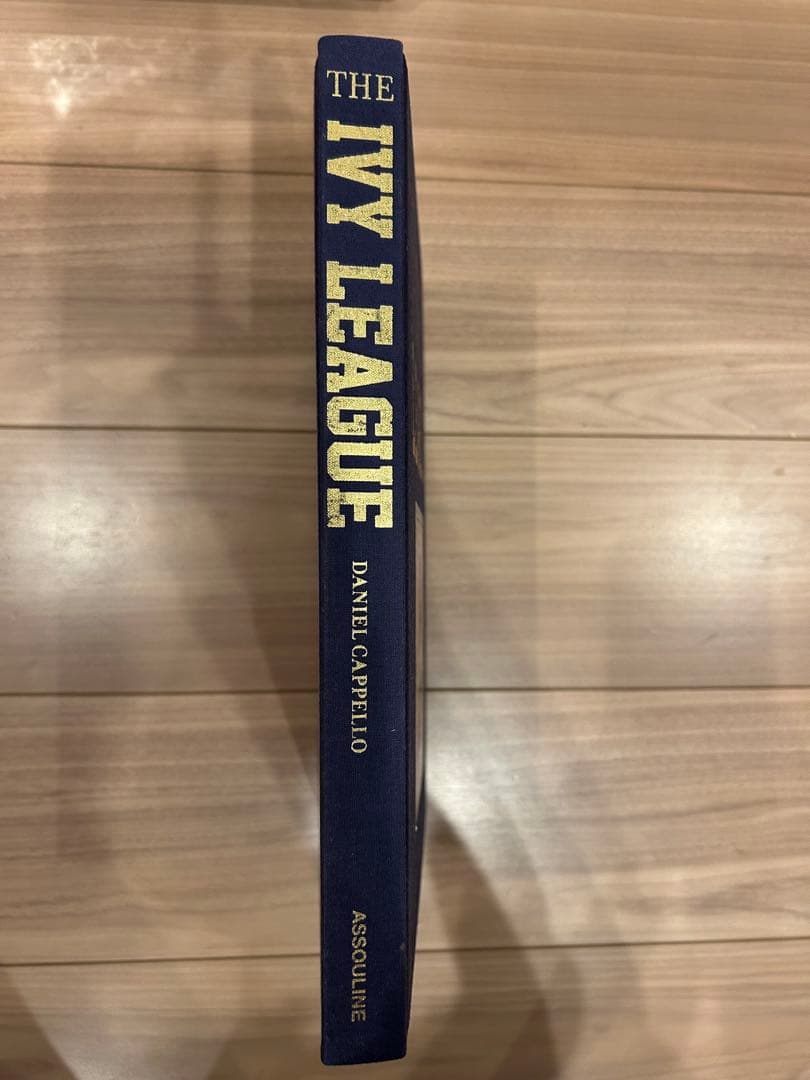 THE
IVY LEAGUE
DANIEL CAPPELLO
ASSOULINE